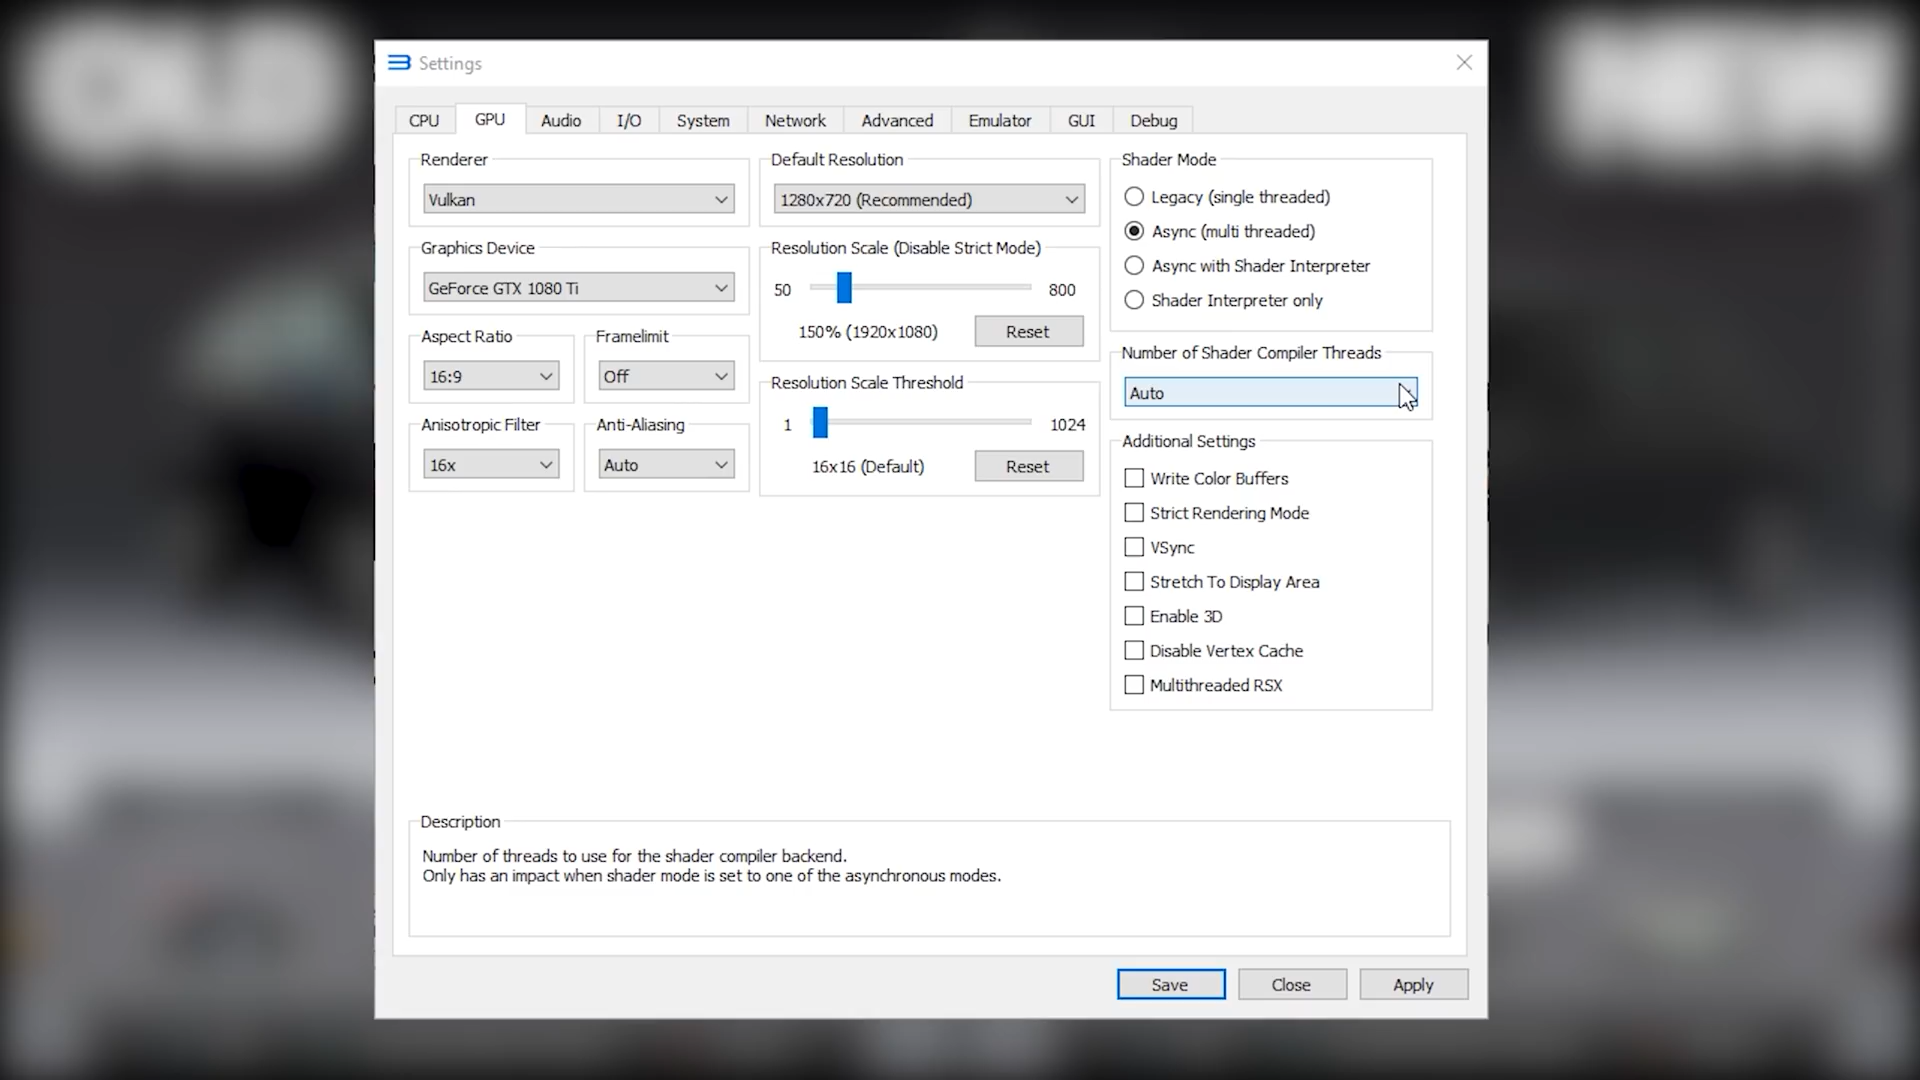 OLD
NEW
Settings
CPU
GPU
Audio
I/O
System
Network
Advanced
Emulator
GUI
Debug
Renderer
Vulkan
Graphics Device
GeForce GTX 1080 Ti
Aspect Ratio
16:9
Framelimit
Off
Anisotropic Filter
16x
Anti-Aliasing
Auto
Default Resolution
1280x720 (Recommended)
Resolution Scale (Disable Strict Mode)
50
800
150% (1920x1080)
Reset
Resolution Scale Threshold
1
1024
16x16 (Default)
Reset
Shader Mode
Legacy (single threaded)
Async (multi threaded)
Async with Shader Interpreter
Shader Interpreter only
Number of Shader Compiler Threads
Auto
Additional Settings
Write Color Buffers
Strict Rendering Mode
VSync
Stretch To Display Area
Enable 3D
Disable Vertex Cache
Multithreaded RSX
Description
Number of threads to use for the shader compiler backend.
Only has an impact when shader mode is set to one of the asynchronous modes.
Save
Close
Apply